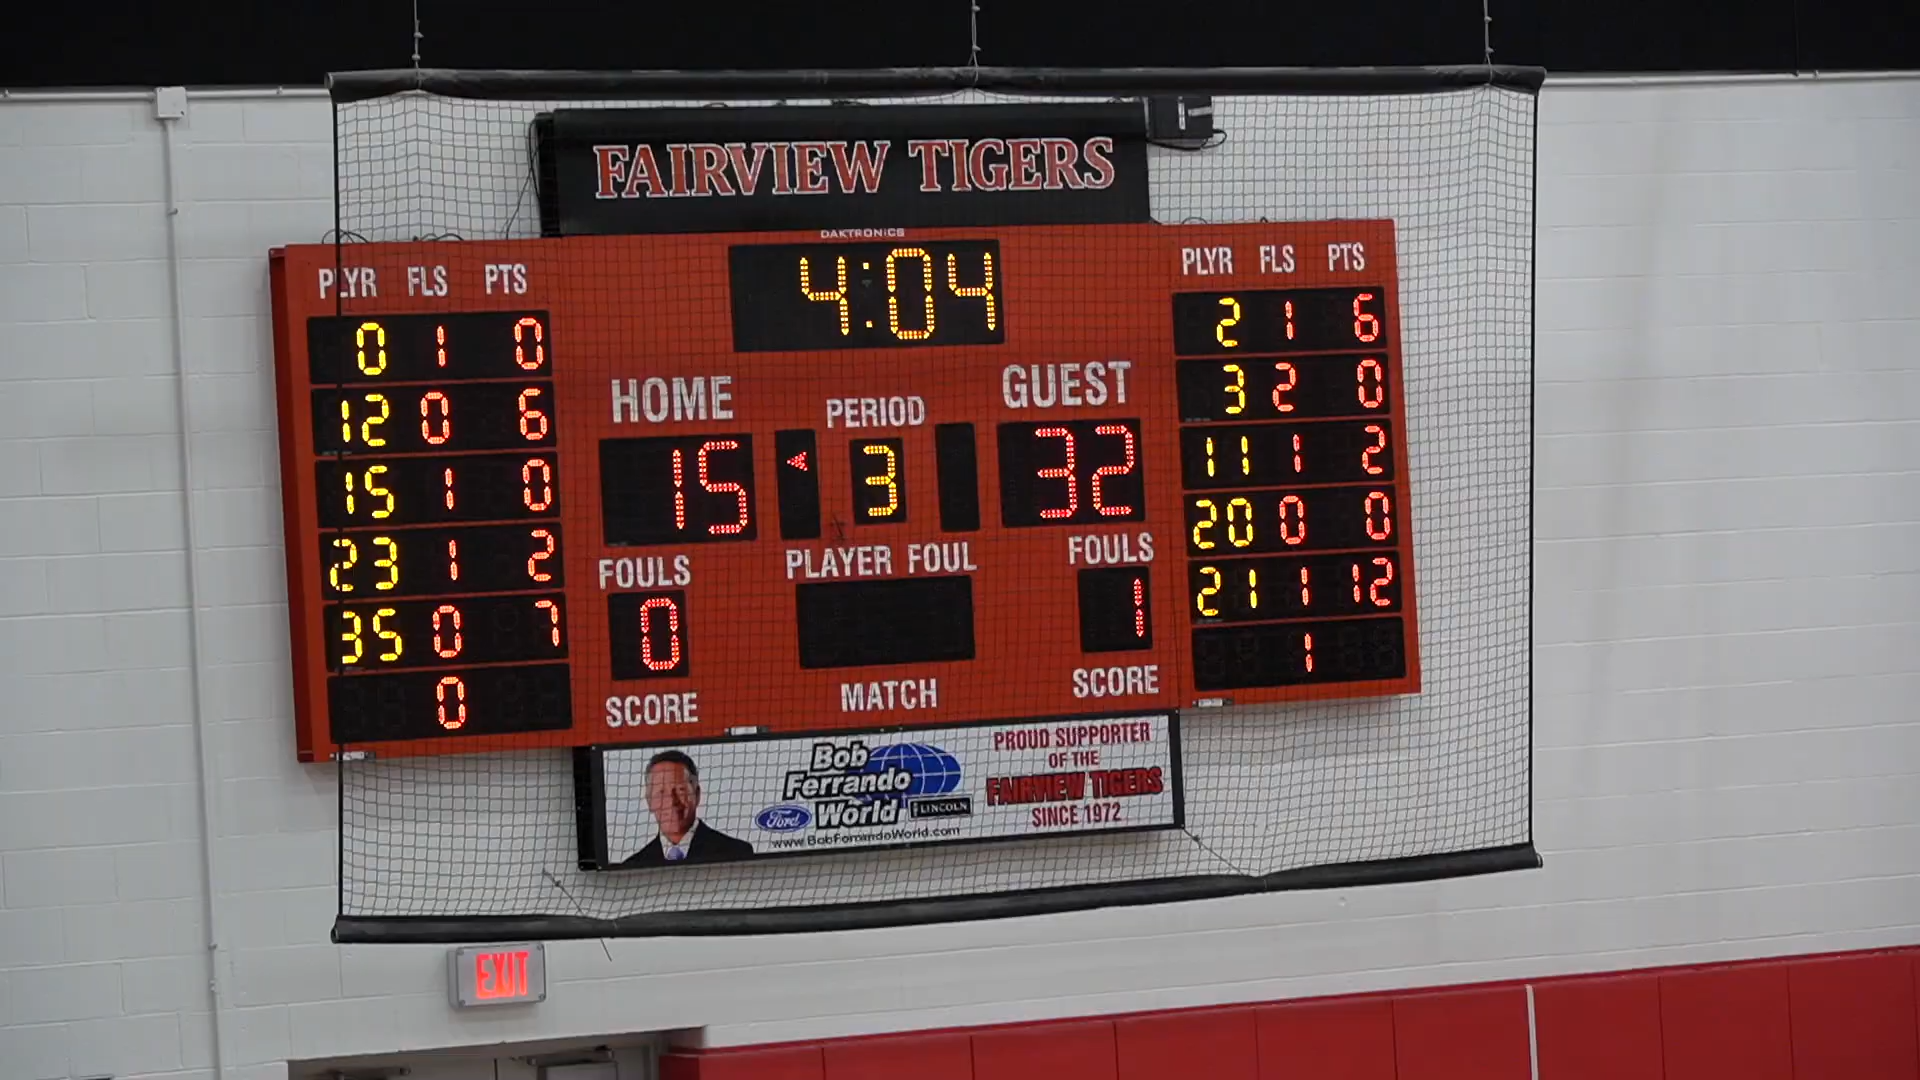 FAIRVIEW TIGERS
DAKTRONICS
PLYR FLS PTS
0 1 0
12 0 6
15 1 0
23 1 2
35 0 7
0
4:04
HOME
15
PERIOD
3
GUEST
32
FOULS
0
PLAYER FOUL
FOULS
1
SCORE
MATCH
SCORE
PLYR FLS PTS
2 1 6
3 2 0
11 1 2
20 0 0
21 1 12
1
Bob
Ferrando
World
Ford
LINCOLN
www.BobFerrandoWorld.com
PROUD SUPPORTER
OF THE
FAIRVIEW TIGERS
SINCE 1972
EXIT